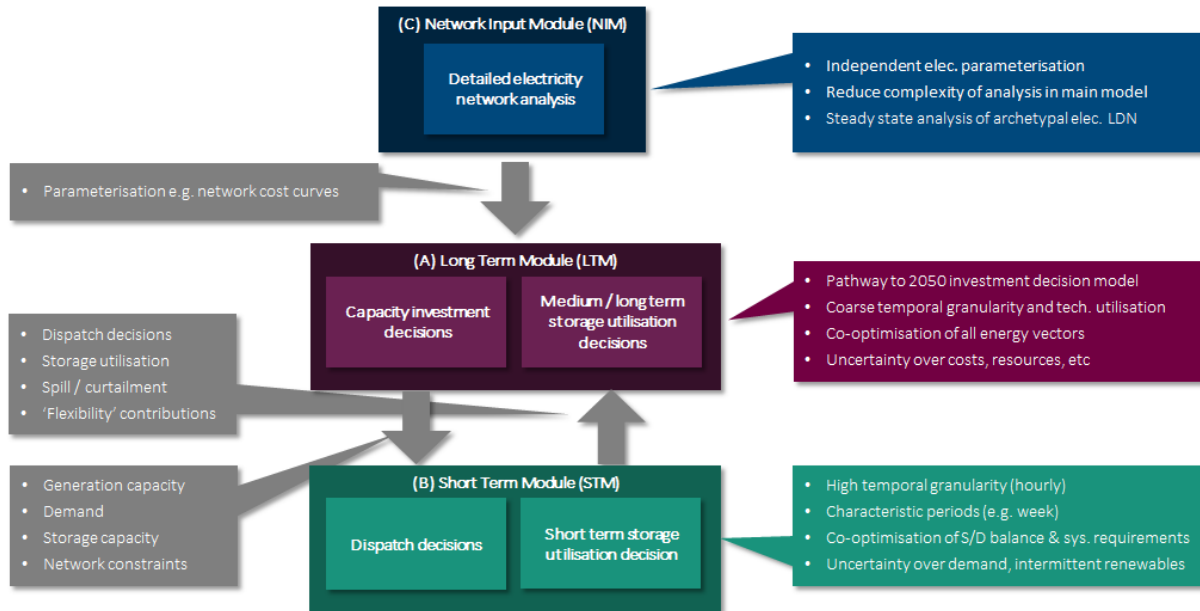 (C) Network Input Module (NIM)
Detailed electricity
network analysis
• Independent elec. parameterisation
• Reduce complexity of analysis in main model
• Steady state analysis of archetypal elec. LDN
• Parameterisation e.g. network cost curves
(A) Long Term Module (LTM)
Capacity investment
decisions
Medium / long term
storage utilisation
decisions
• Pathway to 2050 investment decision model
• Coarse temporal granularity and tech. utilisation
• Co-optimisation of all energy vectors
• Uncertainty over costs, resources, etc
• Dispatch decisions
• Storage utilisation
• Spill / curtailment
• ‘Flexibility’ contributions
• Generation capacity
• Demand
• Storage capacity
• Network constraints
(B) Short Term Module (STM)
Dispatch decisions
Short term storage
utilisation decision
• High temporal granularity (hourly)
• Characteristic periods (e.g. week)
• Co-optimisation of S/D balance & sys. requirements
• Uncertainty over demand, intermittent renewables